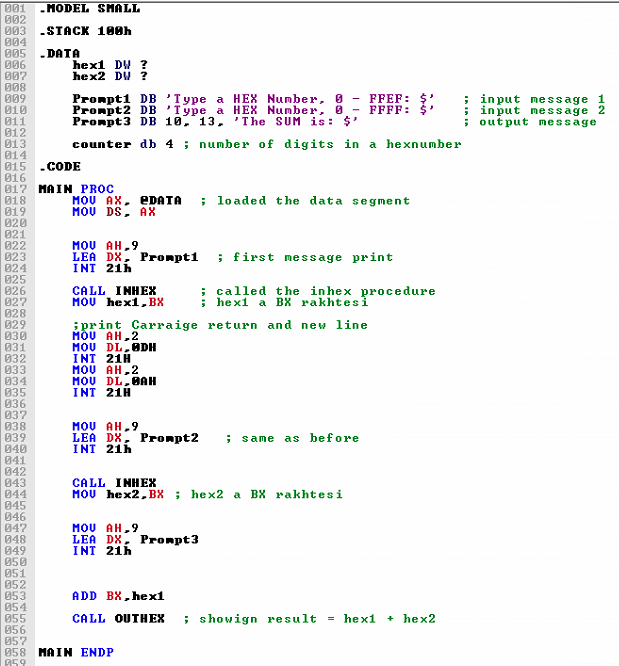 001 .MODEL SMALL
002
003 .STACK 100h
004
005 .DATA
006 hex1 DW ?
007 hex2 DW ?
008
009 Prompt1 DB 'Type a HEX Number, 0 - FFEF: $' ; input message 1
010 Prompt2 DB 'Type a HEX Number, 0 - FFFF: $' ; input message 2
011 Prompt3 DB 10, 13, 'The SUM is: $' ; output message
012
013 counter db 4 ; number of digits in a hexnumber
014
015 .CODE
016
017 MAIN PROC
018 MOV AX, @DATA ; loaded the data segment
019 MOV DS, AX
020
021
022 MOV AH,9
023 LEA DX, Prompt1 ; first message print
024 INT 21h
025
026 CALL INHEX ; called the inhex procedure
027 MOV hex1,BX ; hex1 a BX rakhtesi
028
029 ;print Carraige return and new line
030 MOV AH,2
031 MOV DL,0DH
032 INT 21H
033 MOV AH,2
034 MOV DL,0AH
035 INT 21H
036
037
038 MOV AH,9
039 LEA DX, Prompt2 ; same as before
040 INT 21h
041
042
043 CALL INHEX
044 MOV hex2,BX ; hex2 a BX rakhtesi
045
046
047 MOV AH,9
048 LEA DX, Prompt3
049 INT 21h
050
051
052
053 ADD BX,hex1
054
055 CALL OUTHEX ; showign result = hex1 + hex2
056
057
058 MAIN ENDP
059